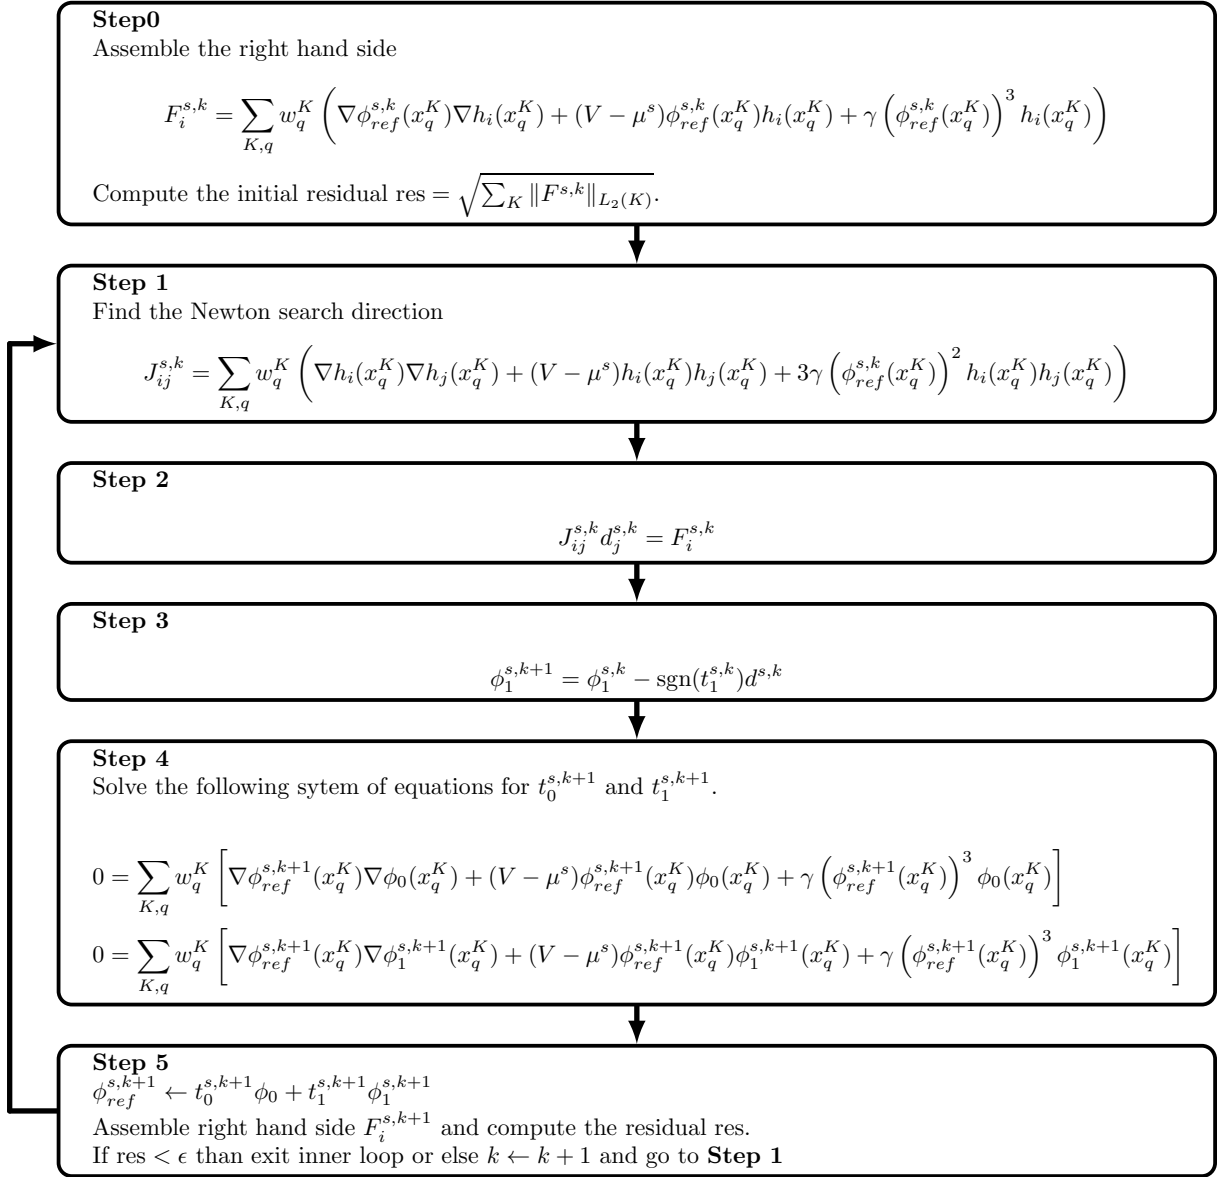 Step0
Assemble the right hand side
$F_i^{s,k} = \sum_{K,q} w_q^K \left( \nabla\phi_{ref}^{s,k}(x_q^K)\nabla h_i(x_q^K) + (V - \mu^s)\phi_{ref}^{s,k}(x_q^K)h_i(x_q^K) + \gamma \left(\phi_{ref}^{s,k}(x_q^K)\right)^3 h_i(x_q^K) \right)$
Compute the initial residual res = $\sqrt{\sum_K \|F^{s,k}\|_{L_2(K)}}$.
Step 1
Find the Newton search direction
$J_{ij}^{s,k} = \sum_{K,q} w_q^K \left( \nabla h_i(x_q^K)\nabla h_j(x_q^K) + (V - \mu^s)h_i(x_q^K)h_j(x_q^K) + 3\gamma \left(\phi_{ref}^{s,k}(x_q^K)\right)^2 h_i(x_q^K)h_j(x_q^K) \right)$
Step 2
$J_{ij}^{s,k} d_j^{s,k} = F_i^{s,k}$
Step 3
$\phi_1^{s,k+1} = \phi_1^{s,k} - \text{sgn}(t_1^{s,k})d^{s,k}$
Step 4
Solve the following sytem of equations for $t_0^{s,k+1}$ and $t_1^{s,k+1}$.
$0 = \sum_{K,q} w_q^K \left[ \nabla\phi_{ref}^{s,k+1}(x_q^K)\nabla\phi_0(x_q^K) + (V - \mu^s)\phi_{ref}^{s,k+1}(x_q^K)\phi_0(x_q^K) + \gamma \left(\phi_{ref}^{s,k+1}(x_q^K)\right)^3 \phi_0(x_q^K) \right]$
$0 = \sum_{K,q} w_q^K \left[ \nabla\phi_{ref}^{s,k+1}(x_q^K)\nabla\phi_1^{s,k+1}(x_q^K) + (V - \mu^s)\phi_{ref}^{s,k+1}(x_q^K)\phi_1^{s,k+1}(x_q^K) + \gamma \left(\phi_{ref}^{s,k+1}(x_q^K)\right)^3 \phi_1^{s,k+1}(x_q^K) \right]$
Step 5
$\phi_{ref}^{s,k+1} \leftarrow t_0^{s,k+1}\phi_0 + t_1^{s,k+1}\phi_1^{s,k+1}$
Assemble right hand side $F_i^{s,k+1}$ and compute the residual res.
If res < $\epsilon$ than exit inner loop or else $k \leftarrow k + 1$ and go to Step 1